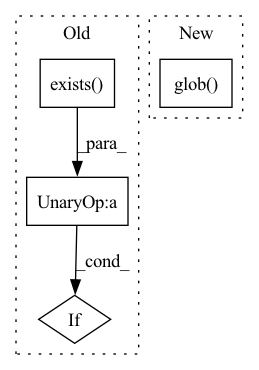 Old
New
exists()
glob()
_para_
UnaryOp:a
_cond_
If